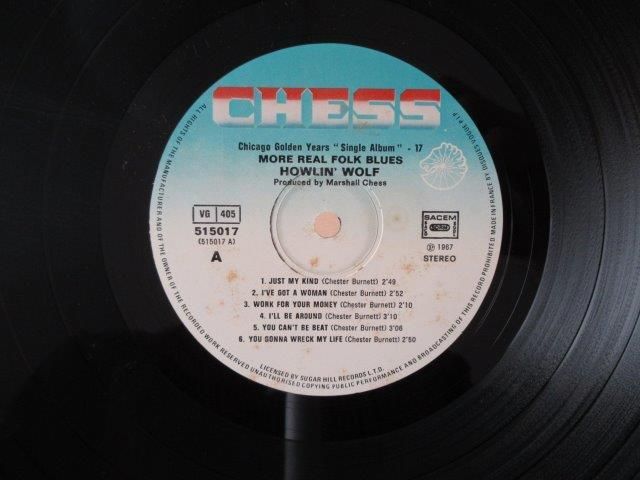 CHESS
Chicago Golden Years "Single Album" - 17
MORE REAL FOLK BLUES
HOWLIN' WOLF
Produced by Marshall Chess
VG 405
515017
(515017 A)
A
SACEM
℗ 1967
STEREO
1. JUST MY KIND (Chester Burnett) 2'49
2. I'VE GOT A WOMAN (Chester Burnett) 2'52
3. WORK FOR YOUR MONEY (Chester Burnett) 2'10
4. I'LL BE AROUND (Chester Burnett) 3'10
5. YOU CAN'T BE BEAT (Chester Burnett) 3'06
6. YOU GONNA WRECK MY LIFE (Chester Burnett) 2'50
LICENSED BY SUGAR HILL RECORDS L.T.D.
ALL RIGHTS OF THE MANUFACTURER AND OF THE OWNER OF THE RECORDED WORK RESERVED UNAUTHORISED COPYING PUBLIC PERFORMANCE AND BROADCASTING OF THIS RECORD PROHIBITED MADE IN FRANCE BY DISQUES VOGUE P.I.P.